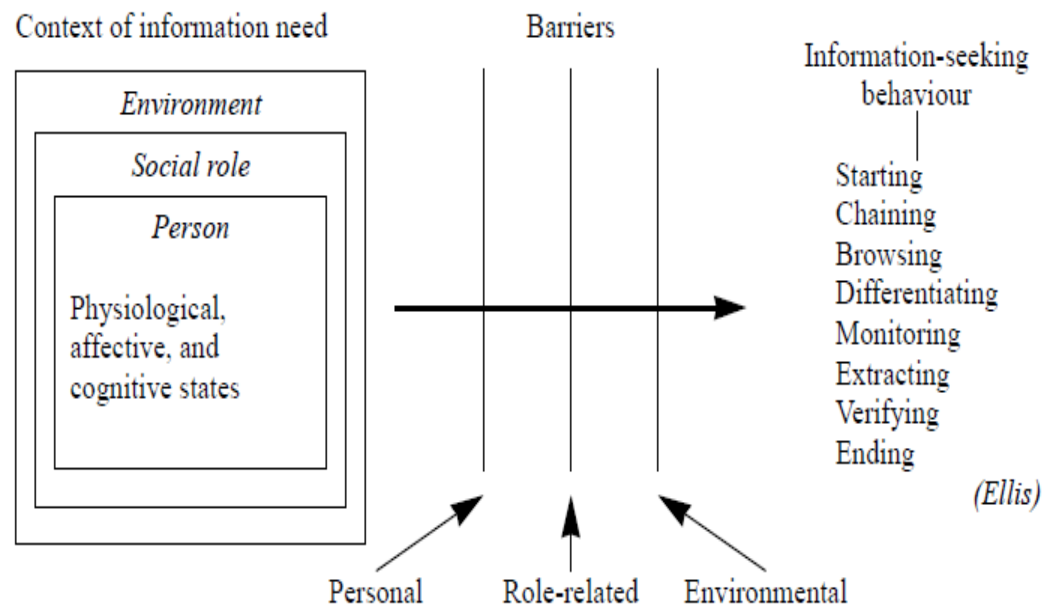 Context of information need
Barriers
Information-seeking
behaviour
Environment
Social role
Person
Physiological,
affective, and
cognitive states
Starting
Chaining
Browsing
Differentiating
Monitoring
Extracting
Verifying
Ending
(Ellis)
Personal
Role-related
Environmental